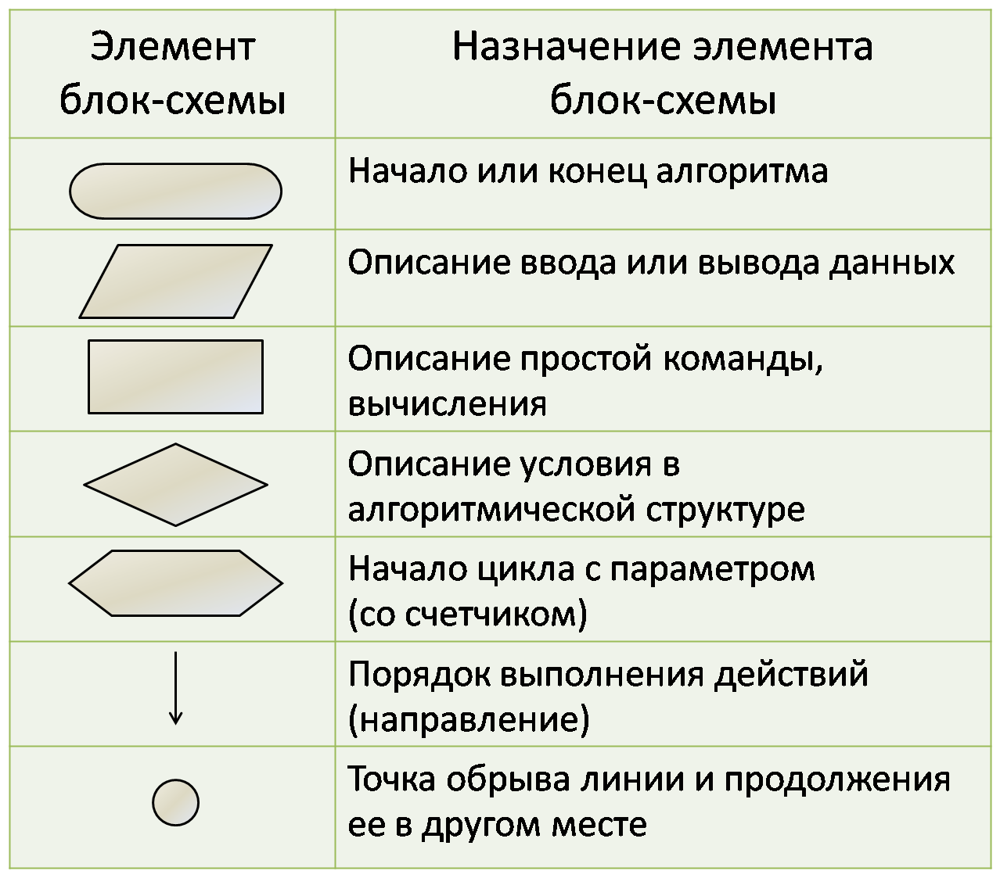 Элемент
блок-схемы
Назначение элемента
блок-схемы
Начало или конец алгоритма
Описание ввода или вывода данных
Описание простой команды,
вычисления
Описание условия в
алгоритмической структуре
Начало цикла с параметром
(со счетчиком)
Порядок выполнения действий
(направление)
Точка обрыва линии и продолжения
ее в другом месте